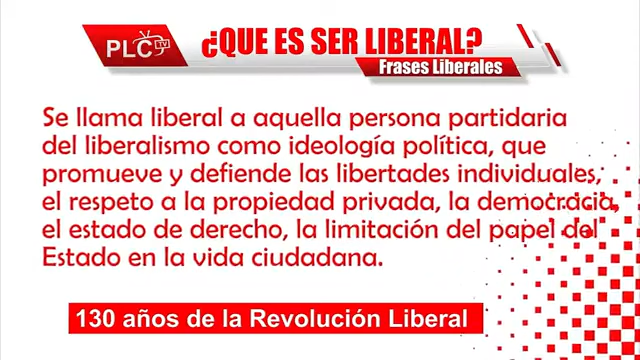 PLC TV
¿QUE ES SER LIBERAL?
Frases Liberales
Se llama liberal a aquella persona partidaria
del liberalismo como ideología política, que
promueve y defiende las libertades individuales,
el respeto a la propiedad privada, la democracia,
el estado de derecho, la limitación del papel del
Estado en la vida ciudadana.
130 años de la Revolución Liberal